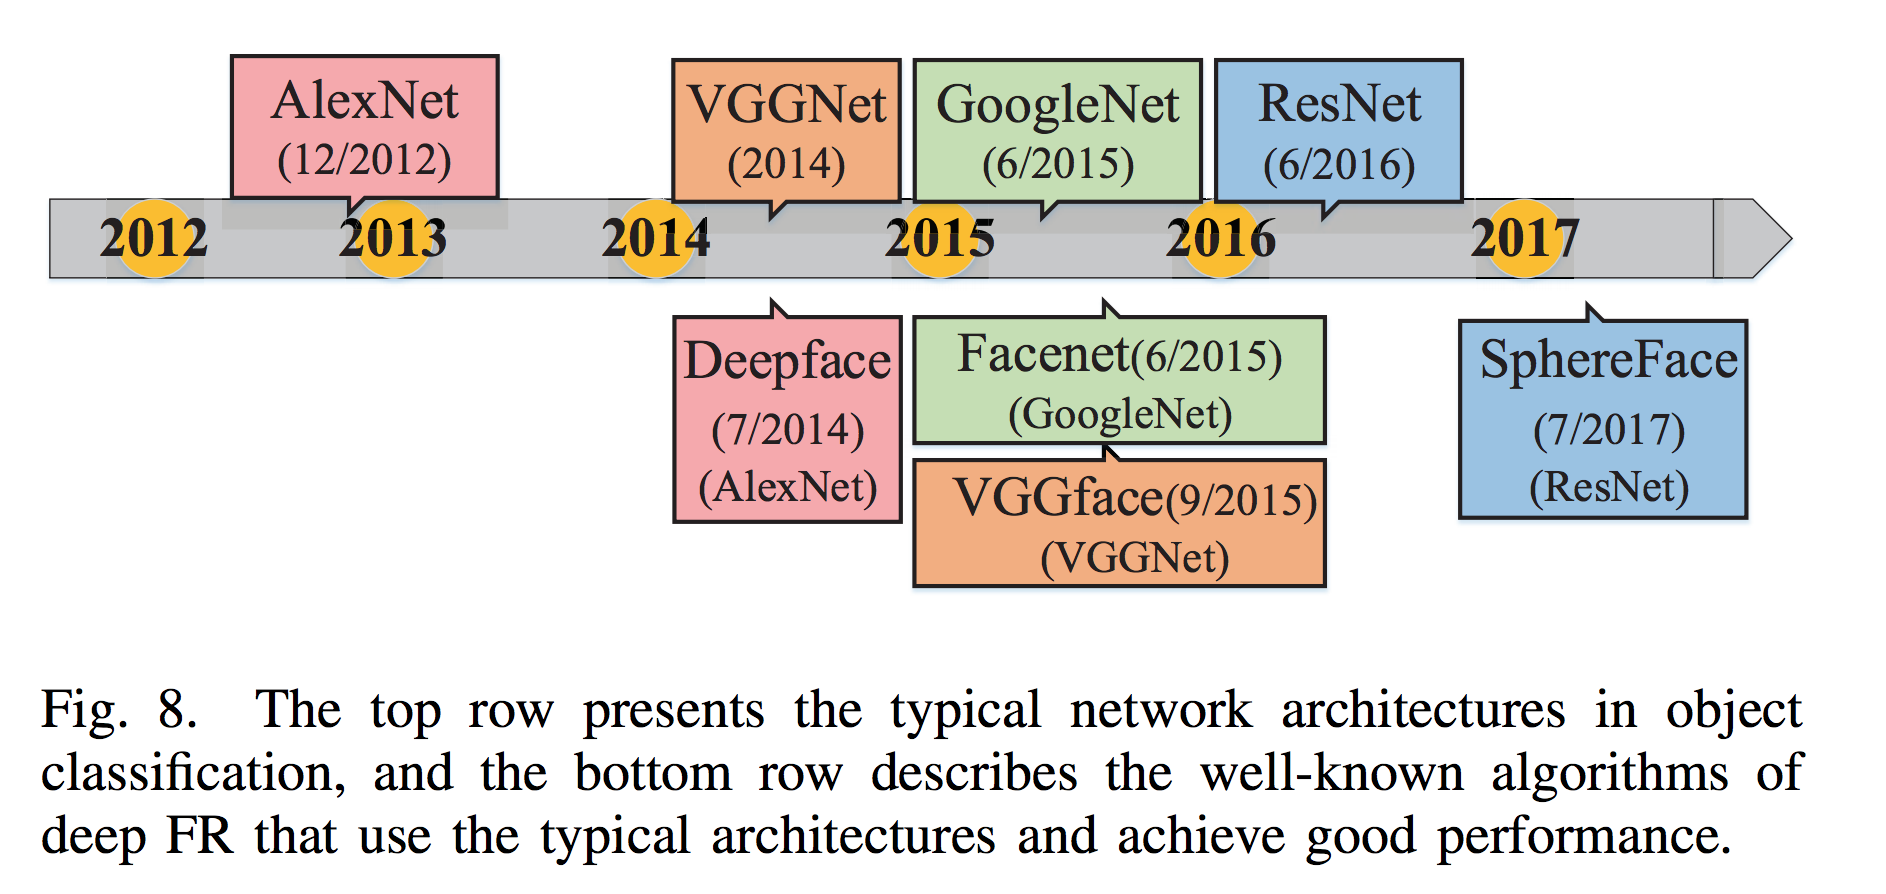 AlexNet
(12/2012)
VGGNet
(2014)
GoogleNet
(6/2015)
ResNet
(6/2016)
2012 2013 2014 2015 2016 2017
Deepface
(7/2014)
(AlexNet)
Facenet(6/2015)
(GoogleNet)
VGGface(9/2015)
(VGGNet)
SphereFace
(7/2017)
(ResNet)
Fig. 8. The top row presents the typical network architectures in object
classification, and the bottom row describes the well-known algorithms of
deep FR that use the typical architectures and achieve good performance.